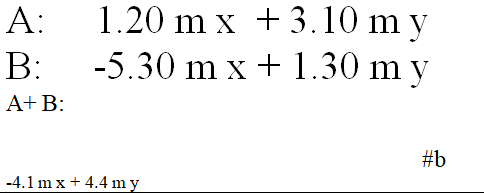 A: 1.20 m x + 3.10 m y
B: -5.30 m x + 1.30 m y
A+ B:
#b
-4.1 m x + 4.4 m y